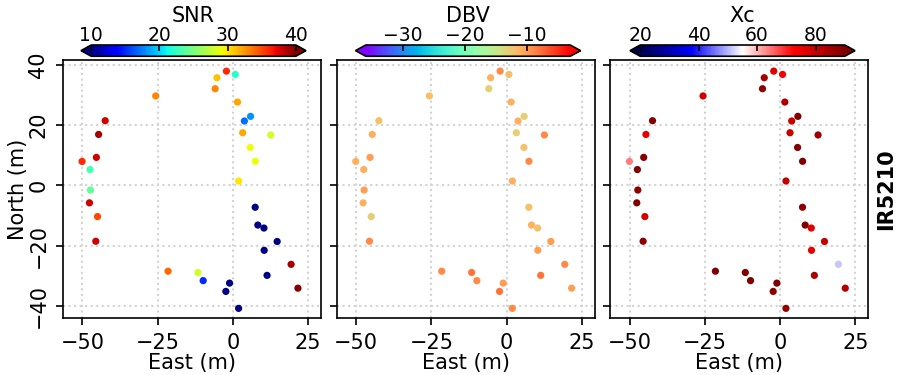 SNR DBV Xc
10 20 30 40 −30 −20 −10 20 40 60 80
40
20
0
−20
−40
North (m)
−50 −25 0 25 −50 −25 0 25 −50 −25 0 25
East (m) East (m) East (m)
IR5210